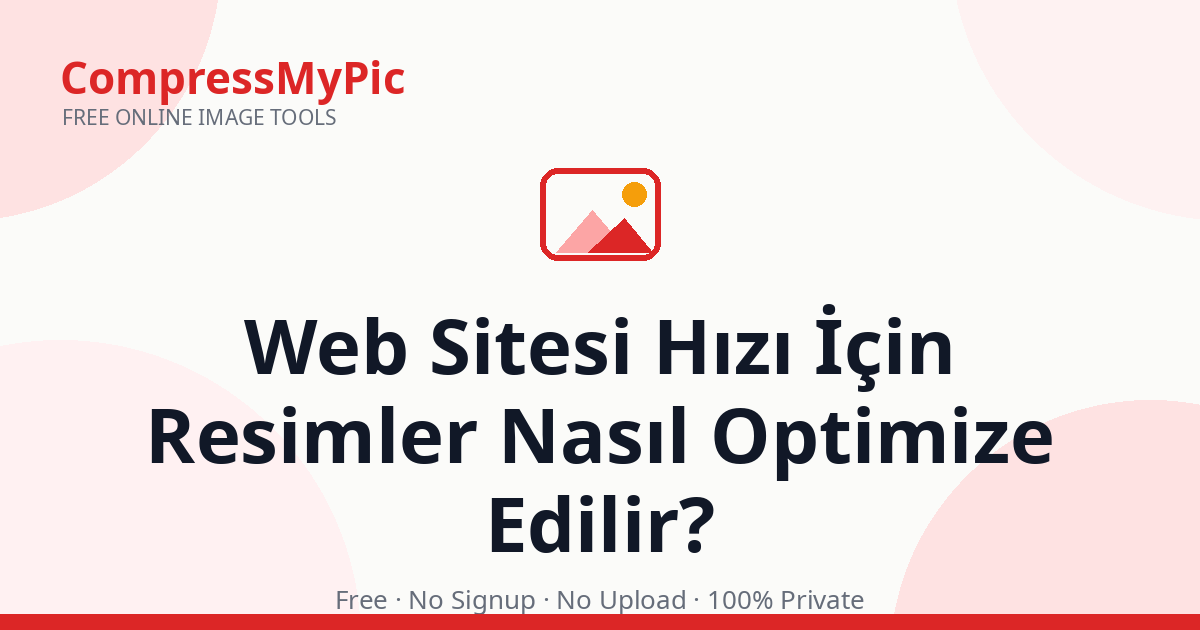 CompressMyPic
FREE ONLINE IMAGE TOOLS
Web Sitesi Hızı İçin
Resimler Nasıl Optimize
Edilir?
Free · No Signup · No Upload · 100% Private